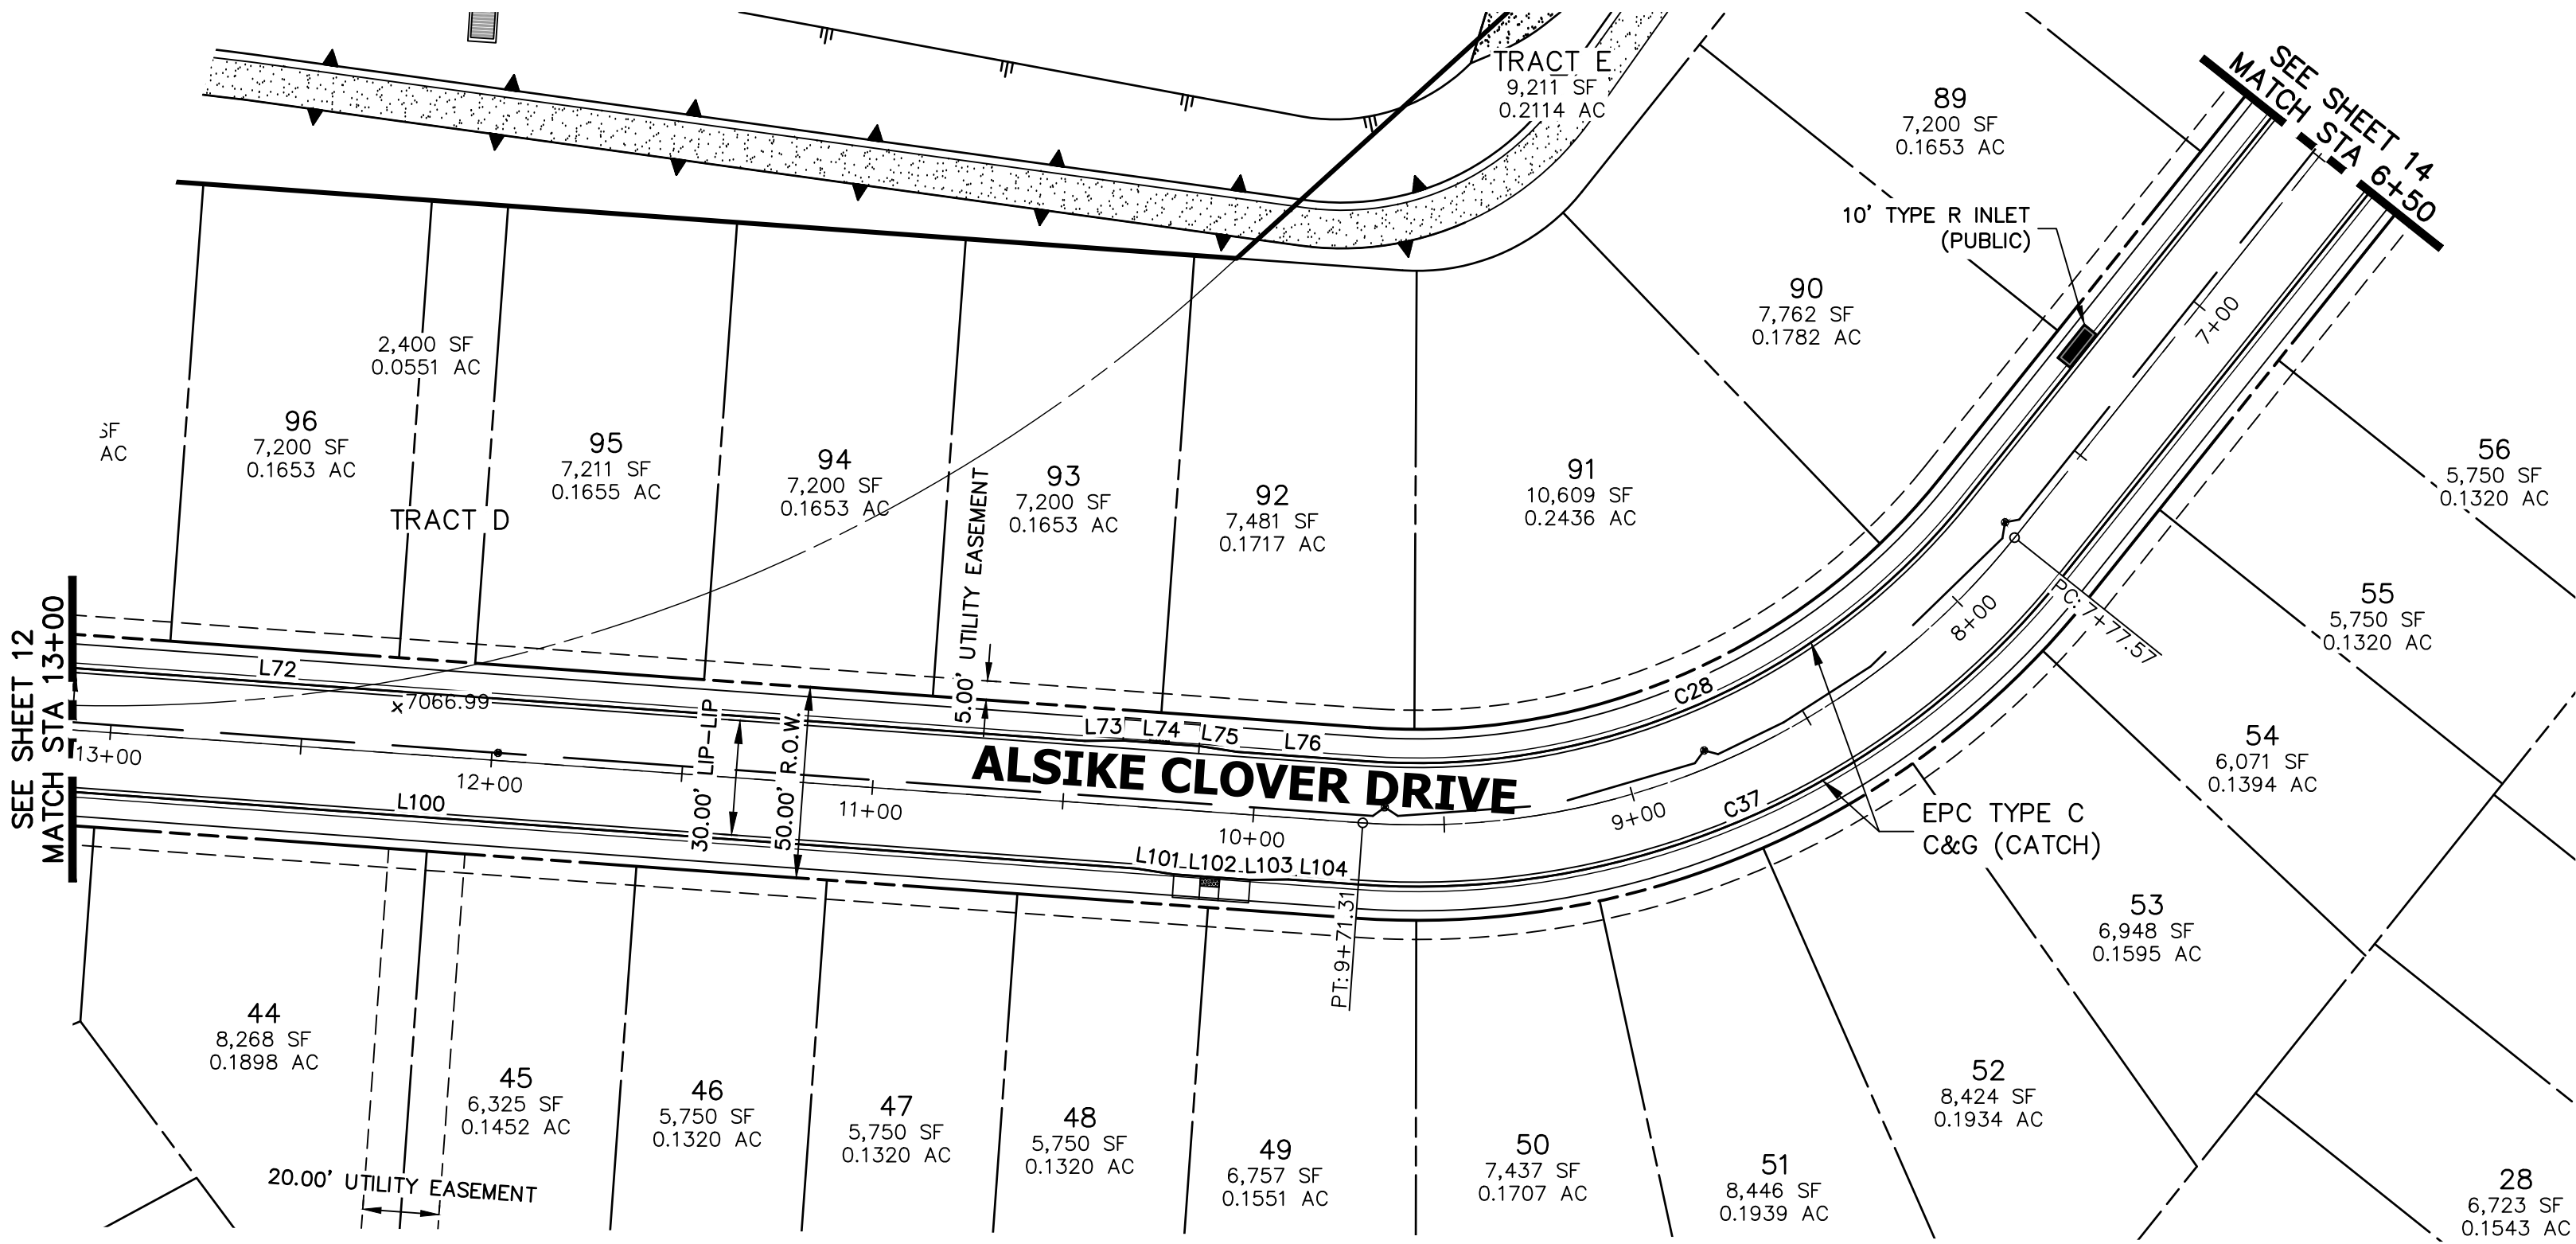 TRACT E
9,211 SF
0.2114 AC
SEE SHEET 14
MATCH STA 6+50
89
7,200 SF
0.1653 AC
10' TYPE R INLET
(PUBLIC)
90
7,762 SF
0.1782 AC
7+00
2,400 SF
0.0551 AC
TRACT D
SF
AC
96
7,200 SF
0.1653 AC
95
7,211 SF
0.1655 AC
94
7,200 SF
0.1653 AC
93
7,200 SF
0.1653 AC
92
7,481 SF
0.1717 AC
91
10,609 SF
0.2436 AC
56
5,750 SF
0.1320 AC
55
5,750 SF
0.1320 AC
5.00' UTILITY EASEMENT
PC: 7+77.57
8+00
SEE SHEET 12
MATCH STA 13+00
L72
×7066.99
30.00' LIP-LIP
50.00' R.O.W.
L73
L74
L75
L76
C28
ALSIKE CLOVER DRIVE
13+00
12+00
11+00
10+00
9+00
L100
L101
L102
L103
L104
C37
PT: 9+71.31
EPC TYPE C
C&G (CATCH)
54
6,071 SF
0.1394 AC
53
6,948 SF
0.1595 AC
44
8,268 SF
0.1898 AC
45
6,325 SF
0.1452 AC
46
5,750 SF
0.1320 AC
47
5,750 SF
0.1320 AC
48
5,750 SF
0.1320 AC
49
6,757 SF
0.1551 AC
50
7,437 SF
0.1707 AC
51
8,446 SF
0.1939 AC
52
8,424 SF
0.1934 AC
28
6,723 SF
0.1543 AC
20.00' UTILITY EASEMENT